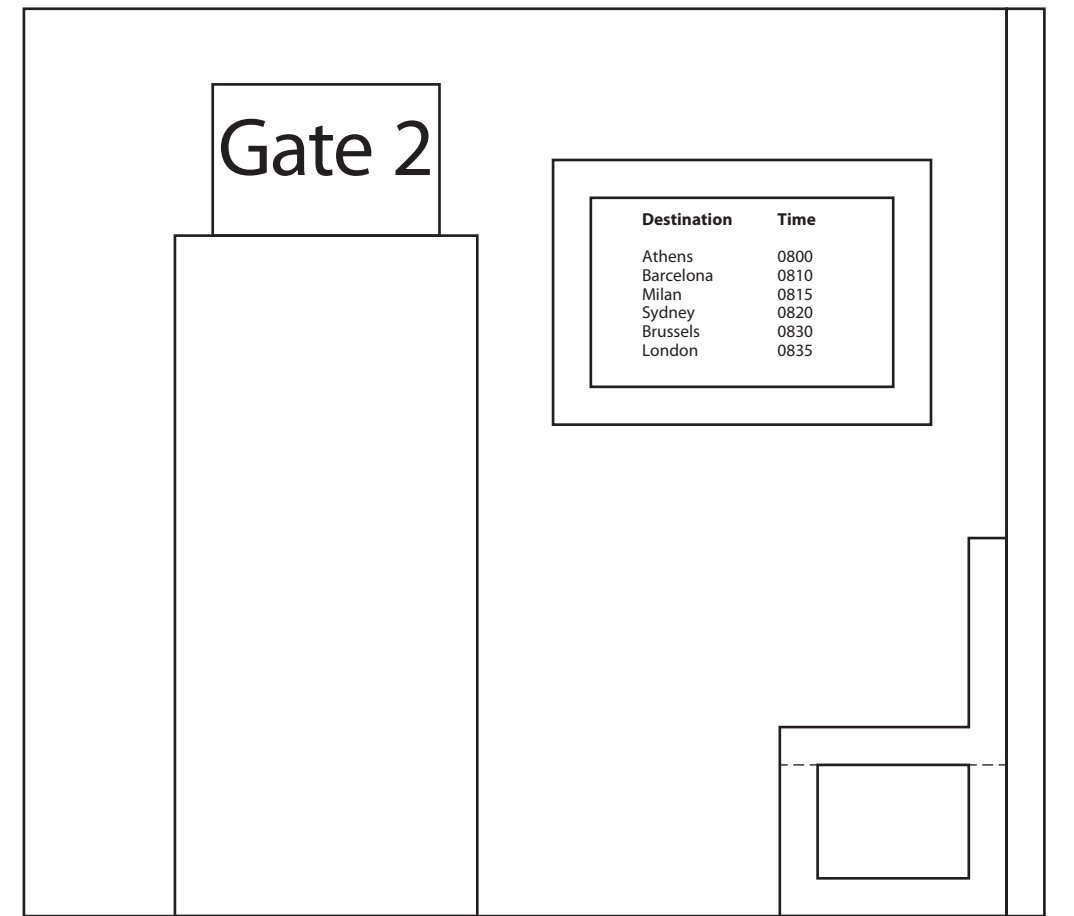 Gate 2
Destination Time
Athens 0800
Barcelona 0810
Milan 0815
Sydney 0820
Brussels 0830
London 0835